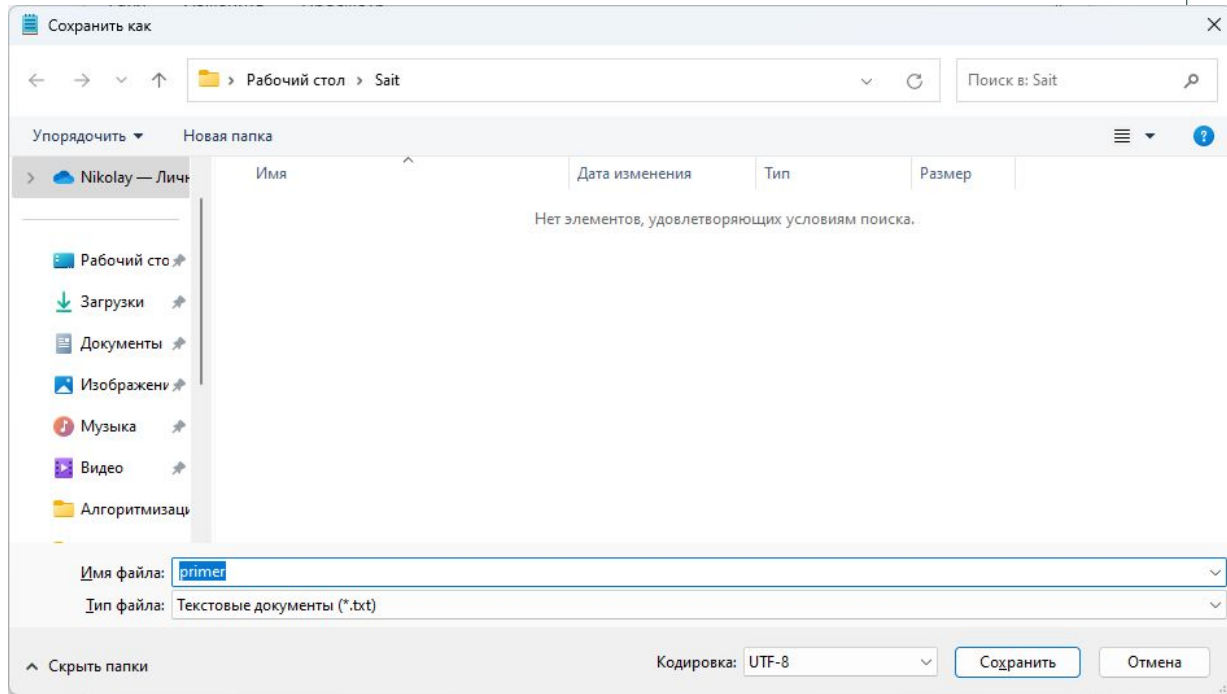 Сохранить как
Рабочий стол > Sait
Поиск в: Sait
Упорядочить
Новая папка
Nikolay — Личн
Имя
Дата изменения
Тип
Размер
Нет элементов, удовлетворяющих условиям поиска.
Рабочий сто
Загрузки
Документы
Изображени
Музыка
Видео
Алгоритмизаци
Имя файла: primer
Тип файла: Текстовые документы (*.txt)
Скрыть папки
Кодировка: UTF-8
Сохранить
Отмена